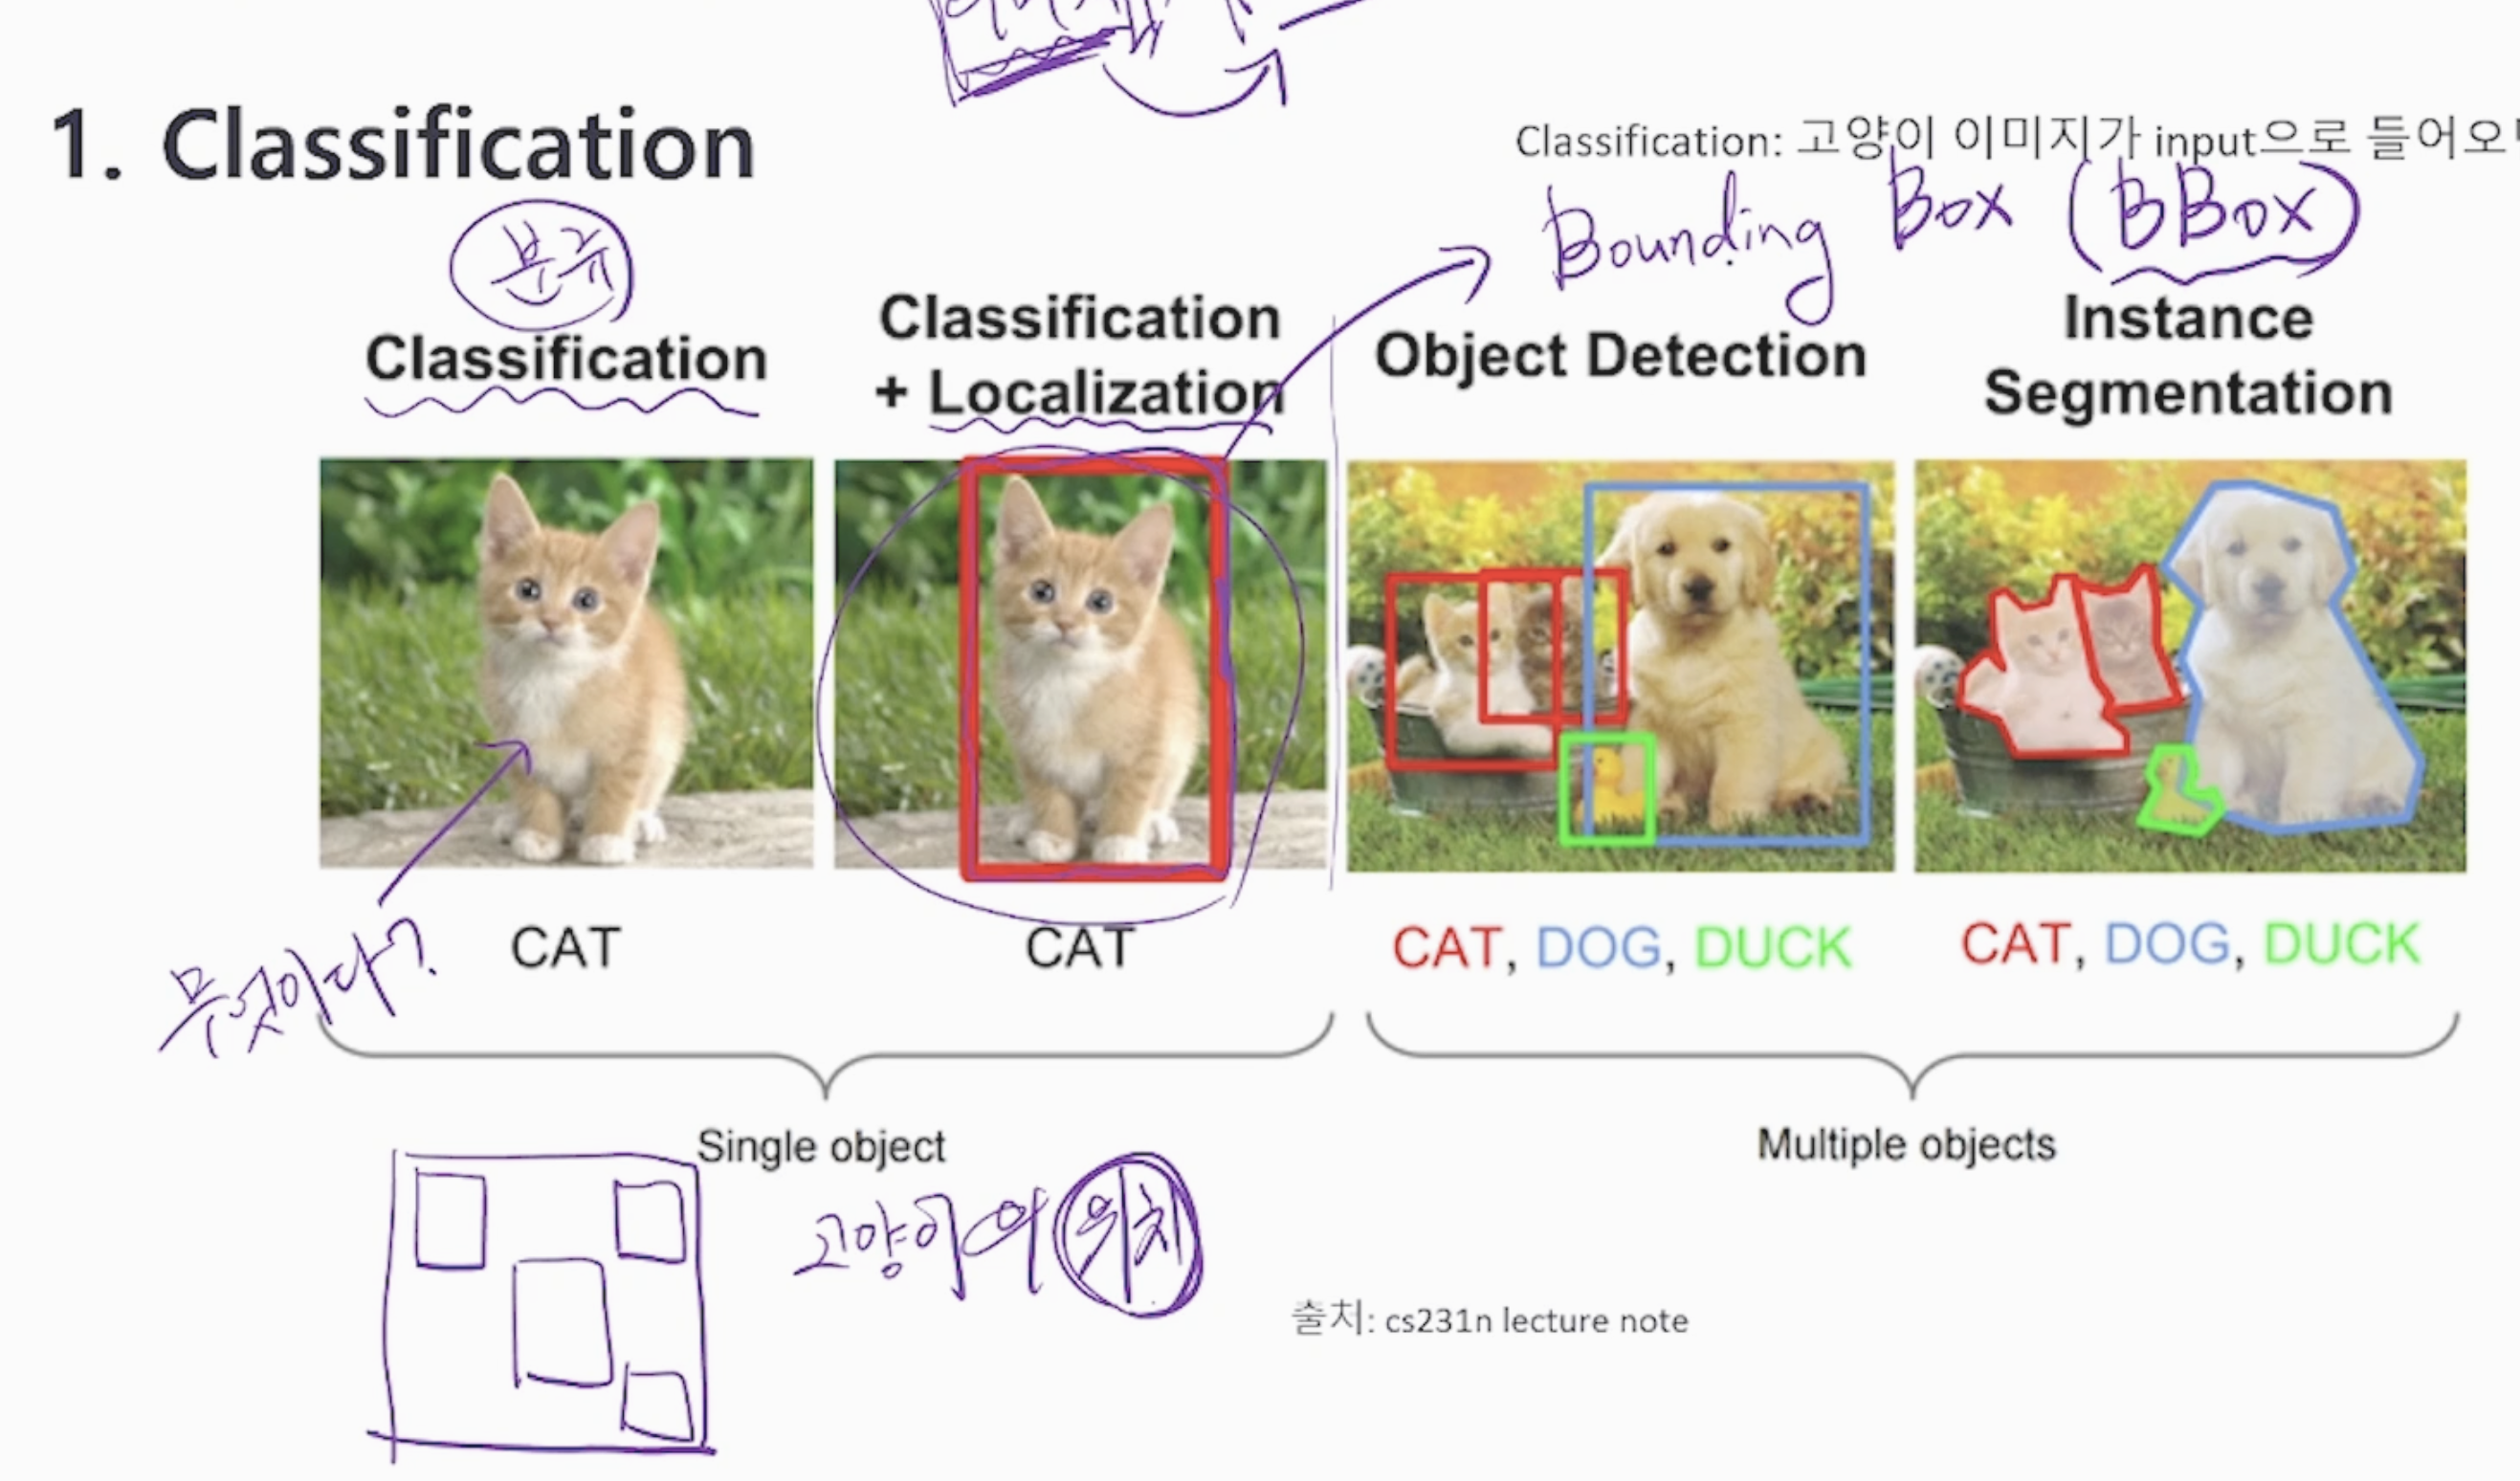 1. Classification
Classification: 고양이 이미지가 input으로 들어오
Bounding Box (BBox)
분류
Classification
Classification
+ Localization
Object Detection
Instance
Segmentation
CAT
CAT
CAT, DOG, DUCK
CAT, DOG, DUCK
무엇이다?
Single object
Multiple objects
고양이의 위치
출처: cs231n lecture note